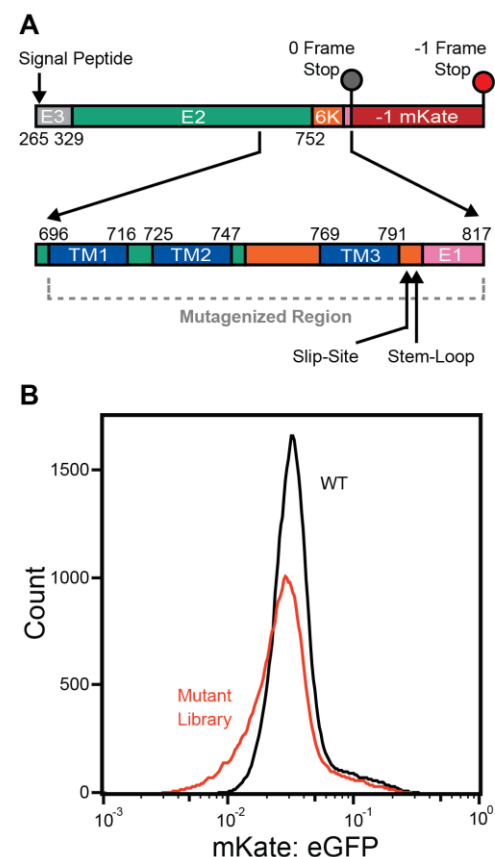 A
Signal Peptide
0 Frame
Stop
-1 Frame
Stop
E3
E2
6K
-1 mKate
265 329
752
696
716
725
747
769
791
817
TM1
TM2
TM3
E1
Mutagenized Region
Slip-Site
Stem-Loop
B
1500
WT
1000
Count
500
Mutant
Library
0
10-3
10-2
10-1
100
mKate: eGFP